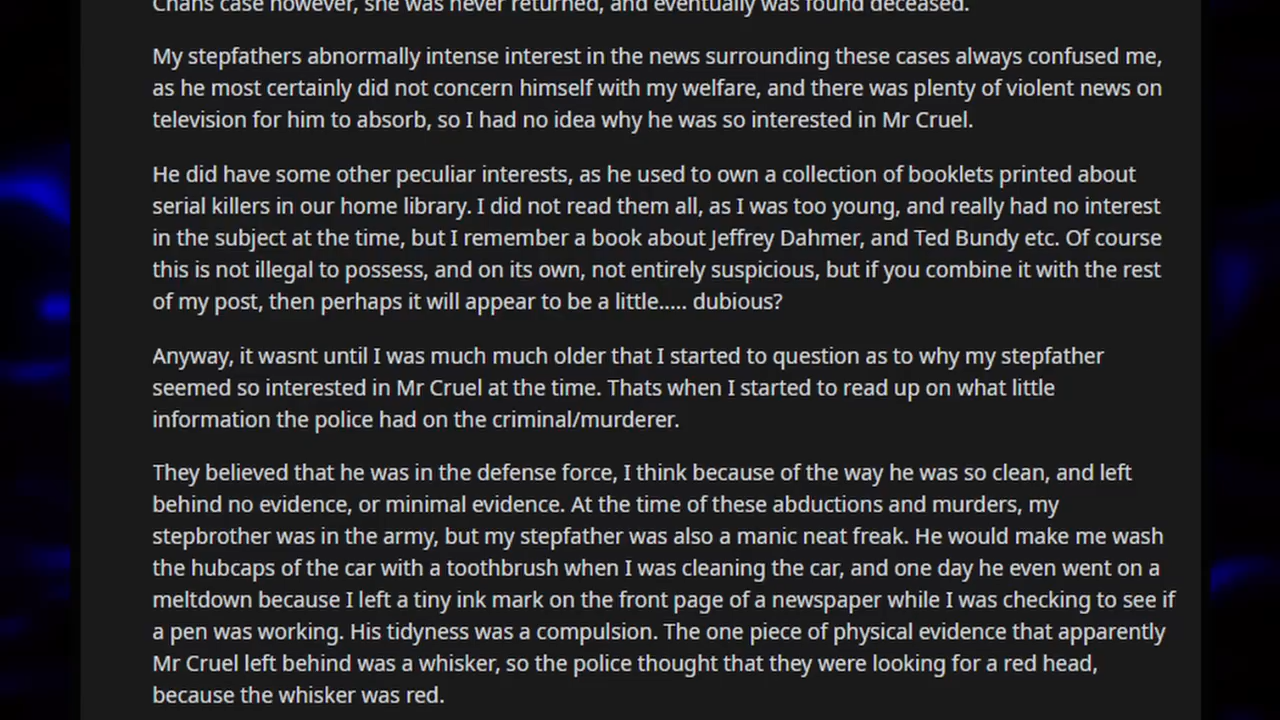 Chans case however, she was never returned, and eventually was found deceased.
My stepfathers abnormally intense interest in the news surrounding these cases always confused me,
as he most certainly did not concern himself with my welfare, and there was plenty of violent news on
television for him to absorb, so I had no idea why he was so interested in Mr Cruel.
He did have some other peculiar interests, as he used to own a collection of booklets printed about
serial killers in our home library. I did not read them all, as I was too young, and really had no interest
in the subject at the time, but I remember a book about Jeffrey Dahmer, and Ted Bundy etc. Of course
this is not illegal to possess, and on its own, not entirely suspicious, but if you combine it with the rest
of my post, then perhaps it will appear to be a little..... dubious?
Anyway, it wasnt until I was much much older that I started to question as to why my stepfather
seemed so interested in Mr Cruel at the time. Thats when I started to read up on what little
information the police had on the criminal/murderer.
They believed that he was in the defense force, I think because of the way he was so clean, and left
behind no evidence, or minimal evidence. At the time of these abductions and murders, my
stepbrother was in the army, but my stepfather was also a manic neat freak. He would make me wash
the hubcaps of the car with a toothbrush when I was cleaning the car, and one day he even went on a
meltdown because I left a tiny ink mark on the front page of a newspaper while I was checking to see if
a pen was working. His tidyness was a compulsion. The one piece of physical evidence that apparently
Mr Cruel left behind was a whisker, so the police thought that they were looking for a red head,
because the whisker was red.